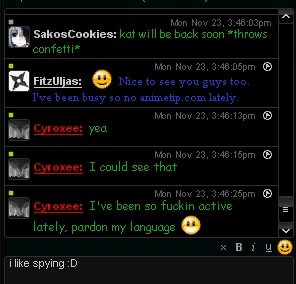 Mon Nov 23, 3:46:03pm
SakosCookies: kat will be back soon *throws
confetti*
Mon Nov 23, 3:46:05pm
FitzUljas: Nice to see you guys too.
I've been busy so no animetip.com lately.
Mon Nov 23, 3:46:13pm
Cyroxee: yea
Mon Nov 23, 3:46:15pm
Cyroxee: I could see that
Mon Nov 23, 3:46:25pm
Cyroxee: I've been so fuckin active
lately, pardon my language
× B i u
i like spying :D